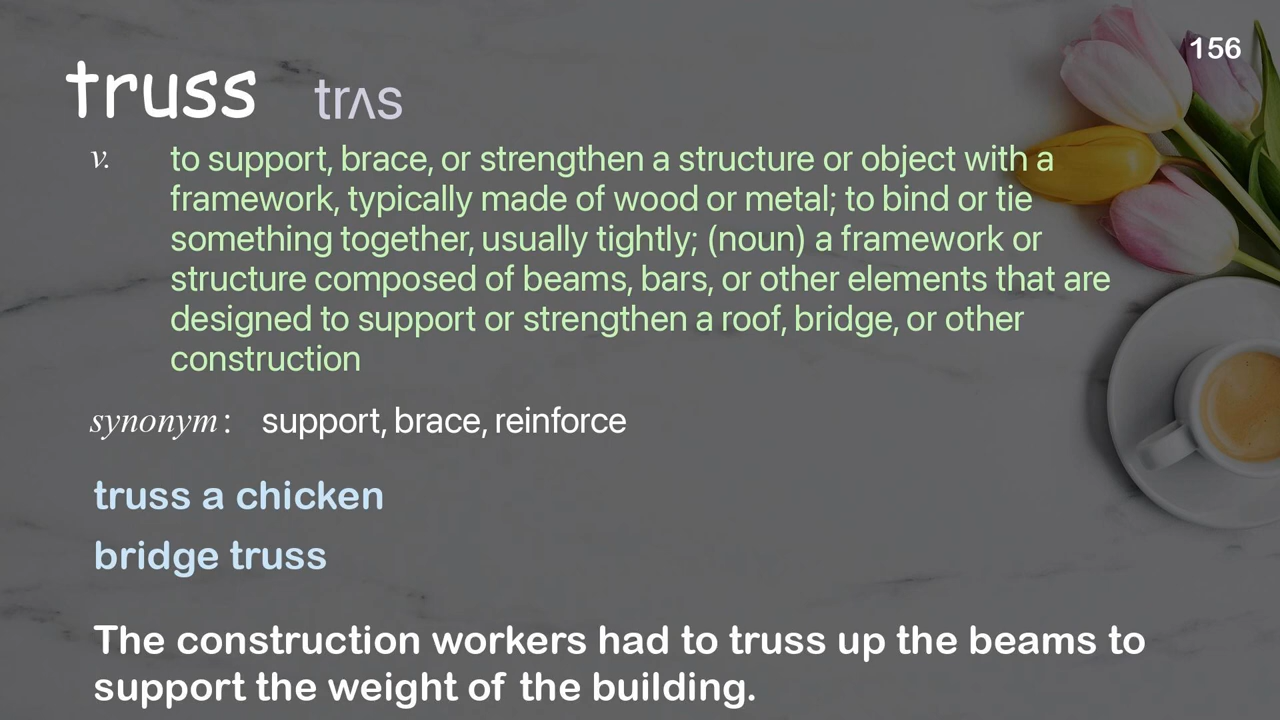 156
truss trʌs
v. to support, brace, or strengthen a structure or object with a
framework, typically made of wood or metal; to bind or tie
something together, usually tightly; (noun) a framework or
structure composed of beams, bars, or other elements that are
designed to support or strengthen a roof, bridge, or other
construction
synonym: support, brace, reinforce
truss a chicken
bridge truss
The construction workers had to truss up the beams to
support the weight of the building.